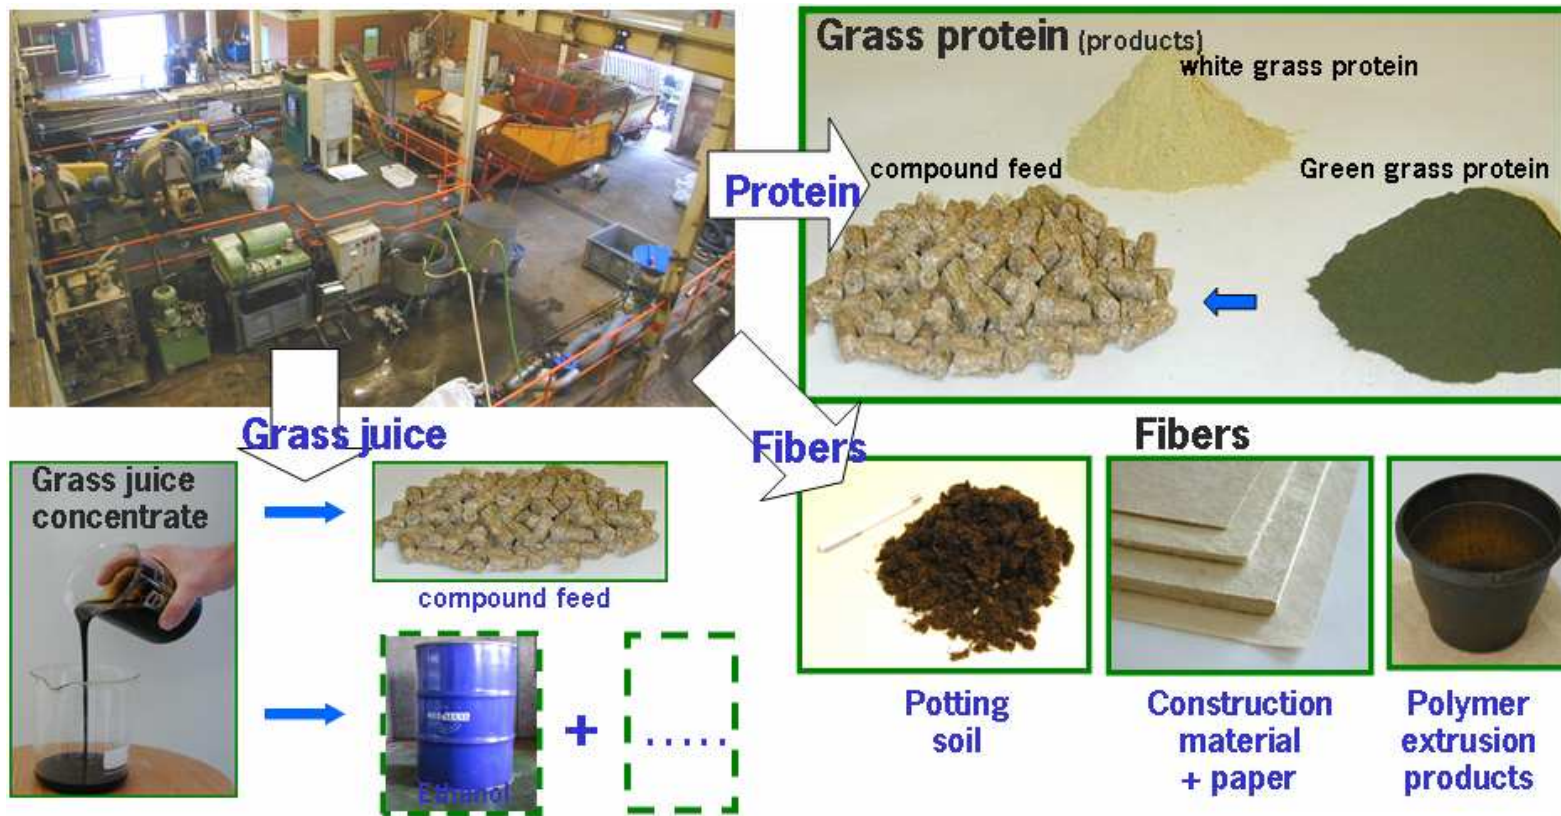 Grass protein (products)
white grass protein
compound feed
Green grass protein
Protein
Grass juice
Fibers
Fibers
Grass juice
concentrate
compound feed
Ethanol
+
.....
Potting
soil
Construction
material
+ paper
Polymer
extrusion
products